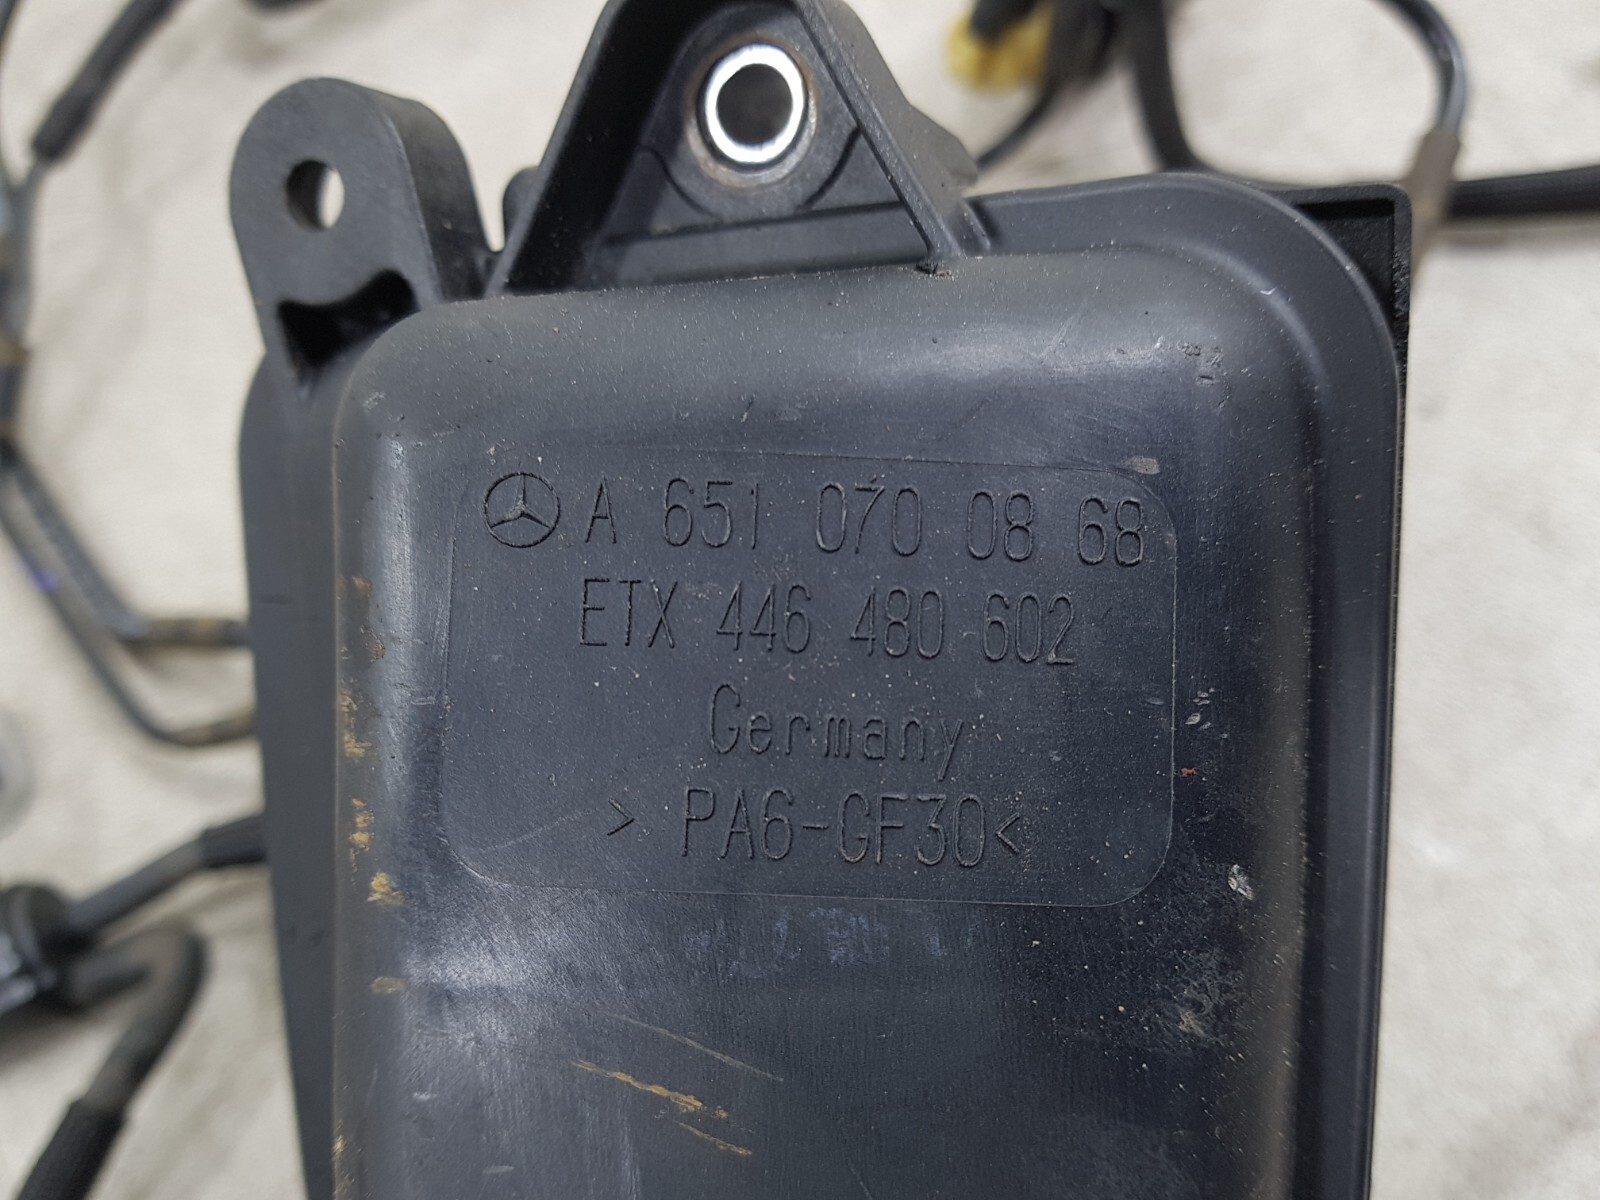 A 651 070 08 68
ETX 446 480 602
Germany
> PA6-GF30<